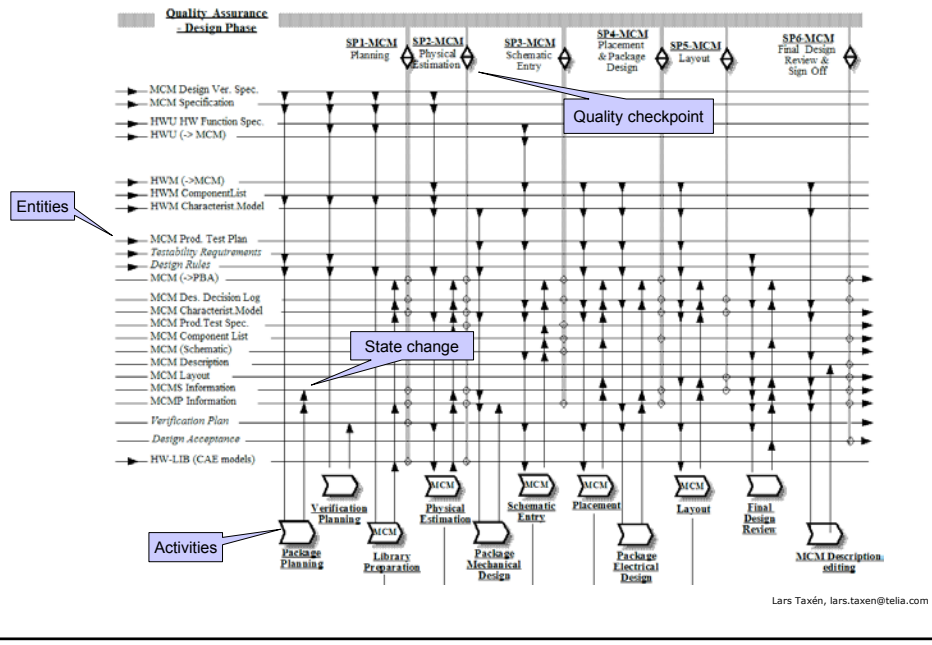 Quality Assurance
- Design Phase
SP1-MCM
Planning
SP2-MCM
Physical
Estimation
SP3-MCM
Schematic
Entry
SP4-MCM
Placement
& Package
Design
SP5-MCM
Layout
SP6-MCM
Final Design
Review &
Sign Off
Quality checkpoint
MCM Design Ver. Spec.
MCM Specification
HWU HW Function Spec.
HWU (-> MCM)
HWM (->MCM)
HWM ComponentList
HWM Characterist.Model
Entities
MCM Prod. Test Plan
Testability Requirements
Design Rules
MCM (->PBA)
MCM Des. Decision Log
MCM Characterist.Model
MCM Prod.Test Spec.
MCM Component List
MCM (Schematic)
MCM Description
MCM Layout
MCMS Information
MCMP Information
State change
Verification Plan
Design Acceptance
HW-LIB (CAE models)
Verification
Planning
MCM
Physical
Estimation
MCM
Schematic
Entry
MCM
Placement
MCM
Layout
Final
Design
Review
Activities
Package
Planning
MCM
Library
Preparation
Package
Mechanical
Design
Package
Electrical
Design
MCM Description
editing
Lars Taxén, lars.taxen@telia.com